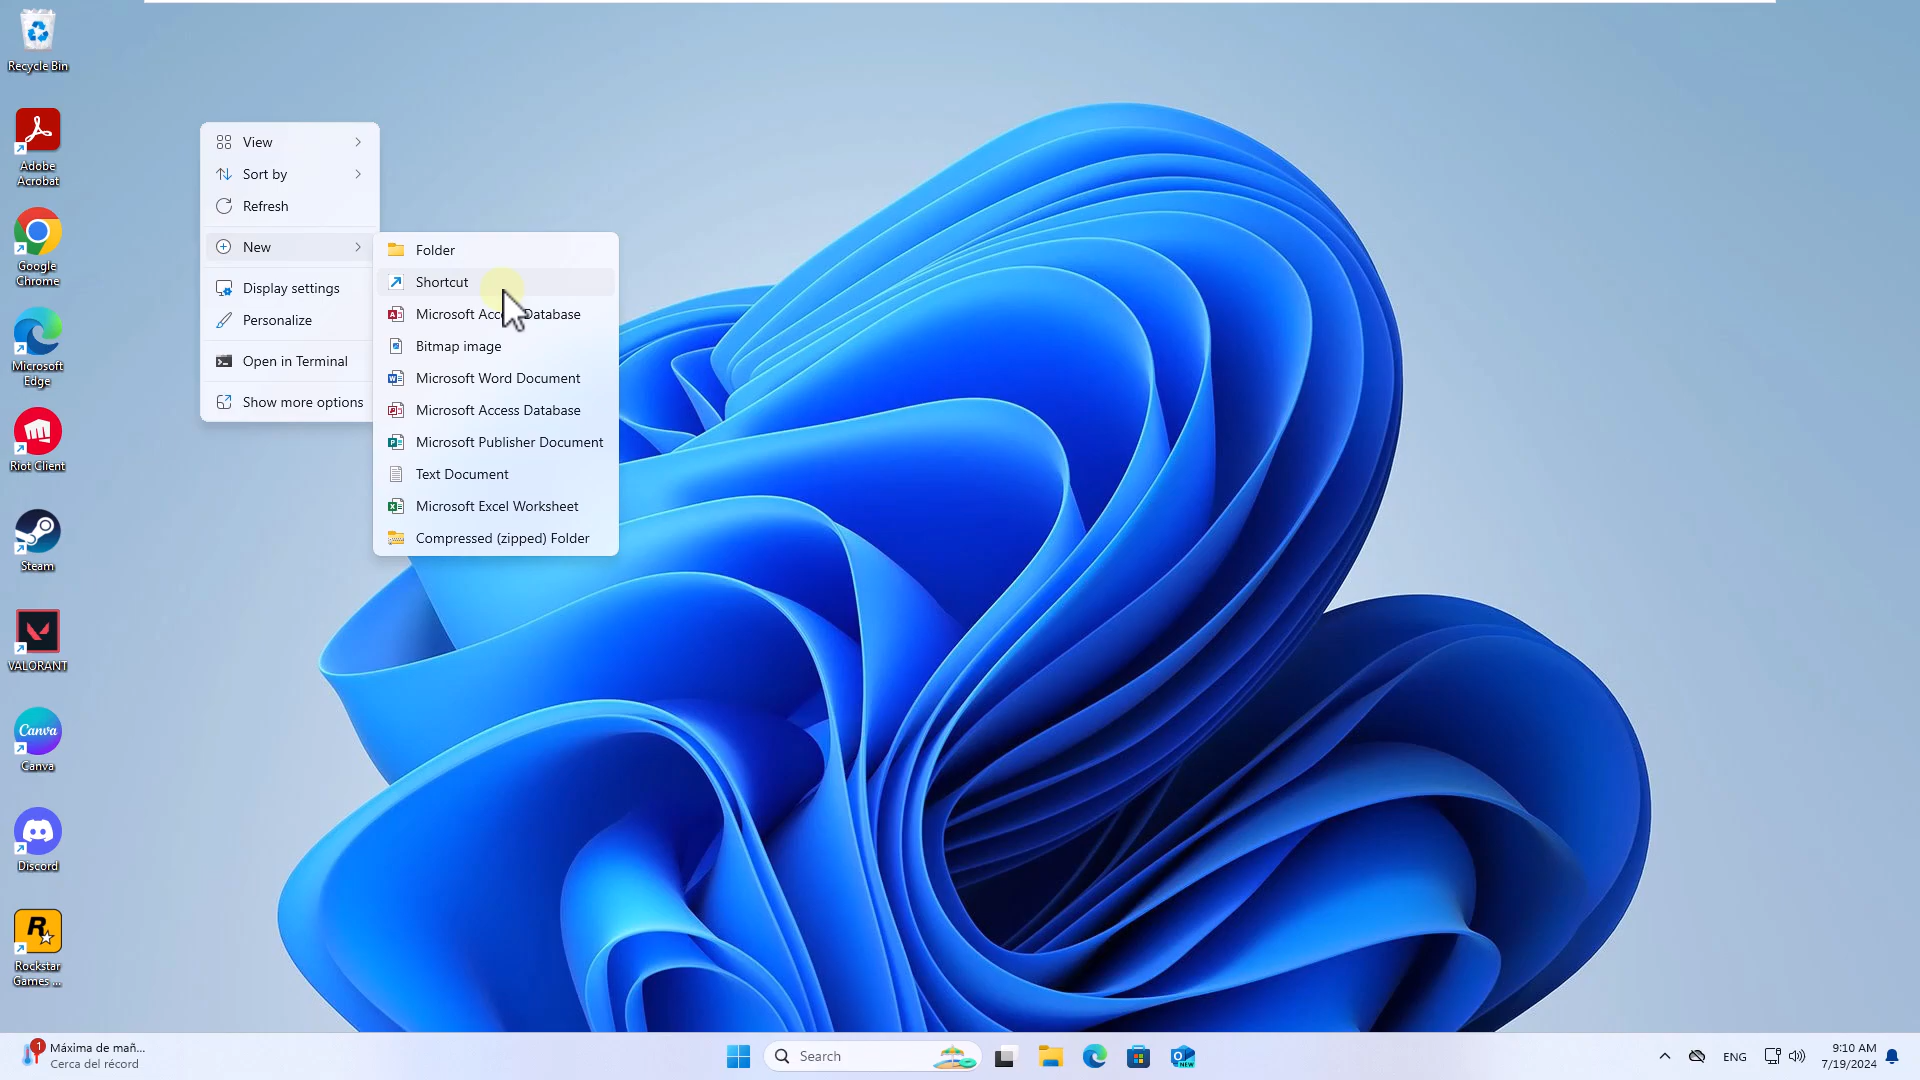 Recycle Bin
Adobe
Acrobat
Google
Chrome
Microsoft
Edge
Riot Client
Steam
VALORANT
Canva
Canva
Discord
R
Rockstar
Games ...
View
Sort by
Refresh
New
Display settings
Personalize
Open in Terminal
Show more options
Folder
Shortcut
Microsoft Access Database
Bitmap image
Microsoft Word Document
Microsoft Access Database
Microsoft Publisher Document
Text Document
Microsoft Excel Worksheet
Compressed (zipped) Folder
1
Máxima de mañ...
Cerca del récord
Search
NEW
ENG
9:10 AM
7/19/2024